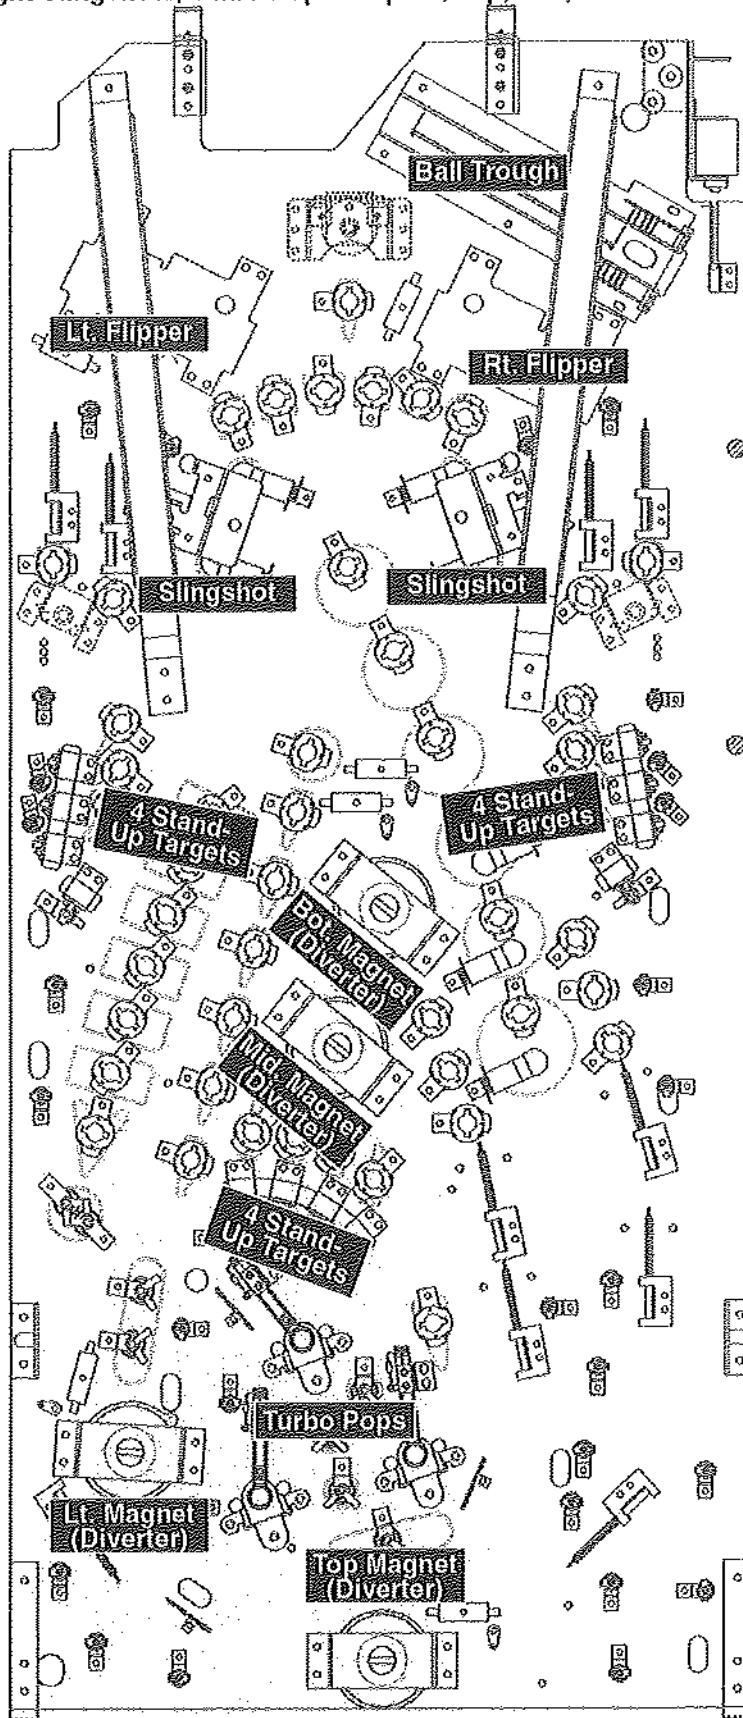 Ball Trough
Lt. Flipper
Rt. Flipper
Slingshot
Slingshot
4 Stand-
Up Targets
4 Stand-
Up Targets
Bot. Magnet
(Diverter)
Mid. Magnet
(Diverter)
4 Stand-
Up Targets
Turbo Pops
Lt. Magnet
(Diverter)
Top Magnet
(Diverter)